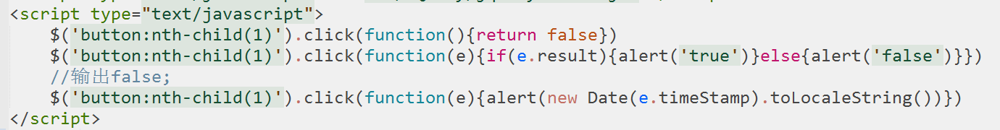 <script type="text/javascript">
$('button:nth-child(1)').click(function(){return false})
$('button:nth-child(1)').click(function(e){if(e.result){alert('true')}else{alert('false')}})
//输出false;
$('button:nth-child(1)').click(function(e){alert(new Date(e.timeStamp).toLocaleString())})
</script>